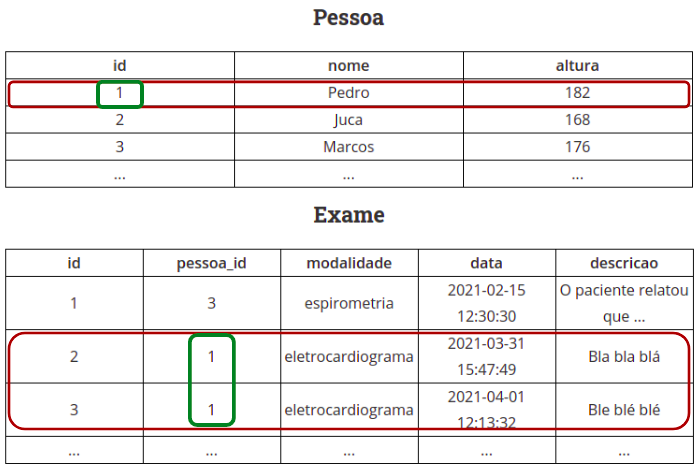 Pessoa
id nome altura
1 Pedro 182
2 Juca 168
3 Marcos 176
... ... ...
Exame
id pessoa_id modalidade data descricao
1 3 espirometria 2021-02-15 12:30:30 O paciente relatou que ...
2 1 eletrocardiograma 2021-03-31 15:47:49 Bla bla blá
3 1 eletrocardiograma 2021-04-01 12:13:32 Ble blé blé
... ... ... ... ...